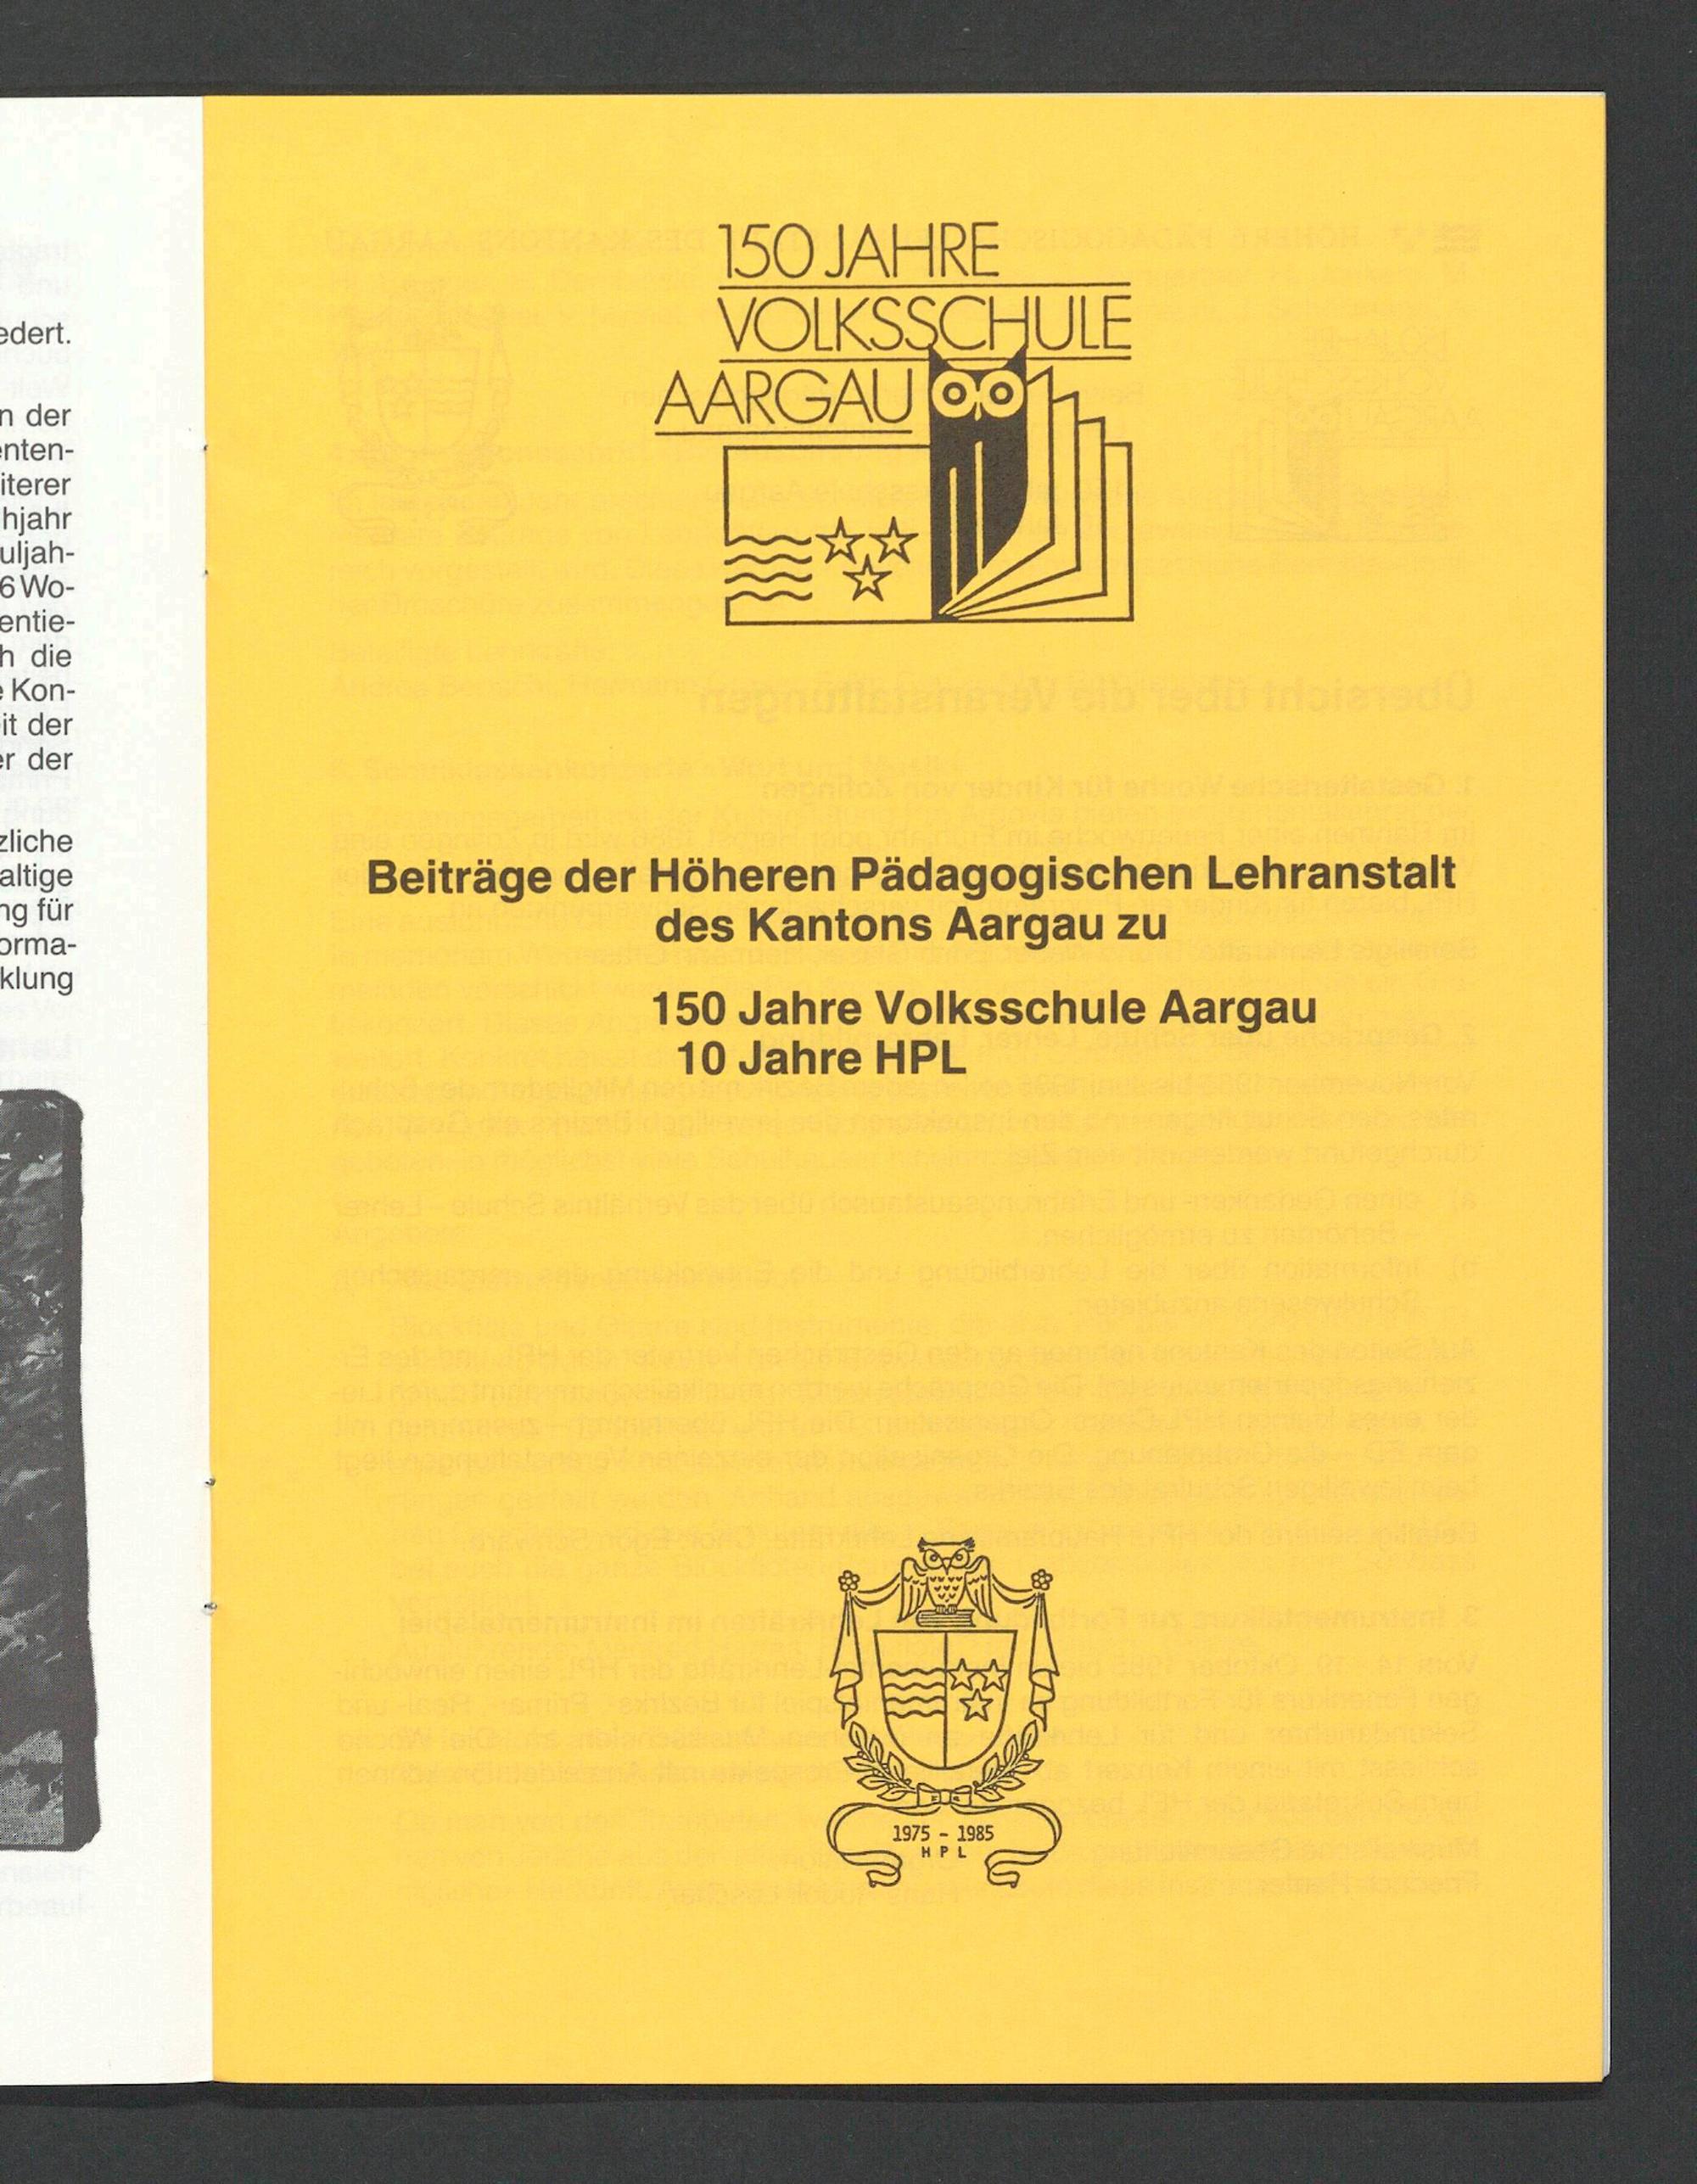 edert.
n der
enten-
iterer
hjahr
uljah-
6 Wo-
entie-
h die
e Kon-
it der
er der
zliche
altige
ng für
orma-
klung
150 JAHRE
VOLKSSCHULE
AARGAU
Beiträge der Höheren Pädagogischen Lehranstalt
des Kantons Aargau zu
150 Jahre Volksschule Aargau
10 Jahre HPL
1975 - 1985
H P L